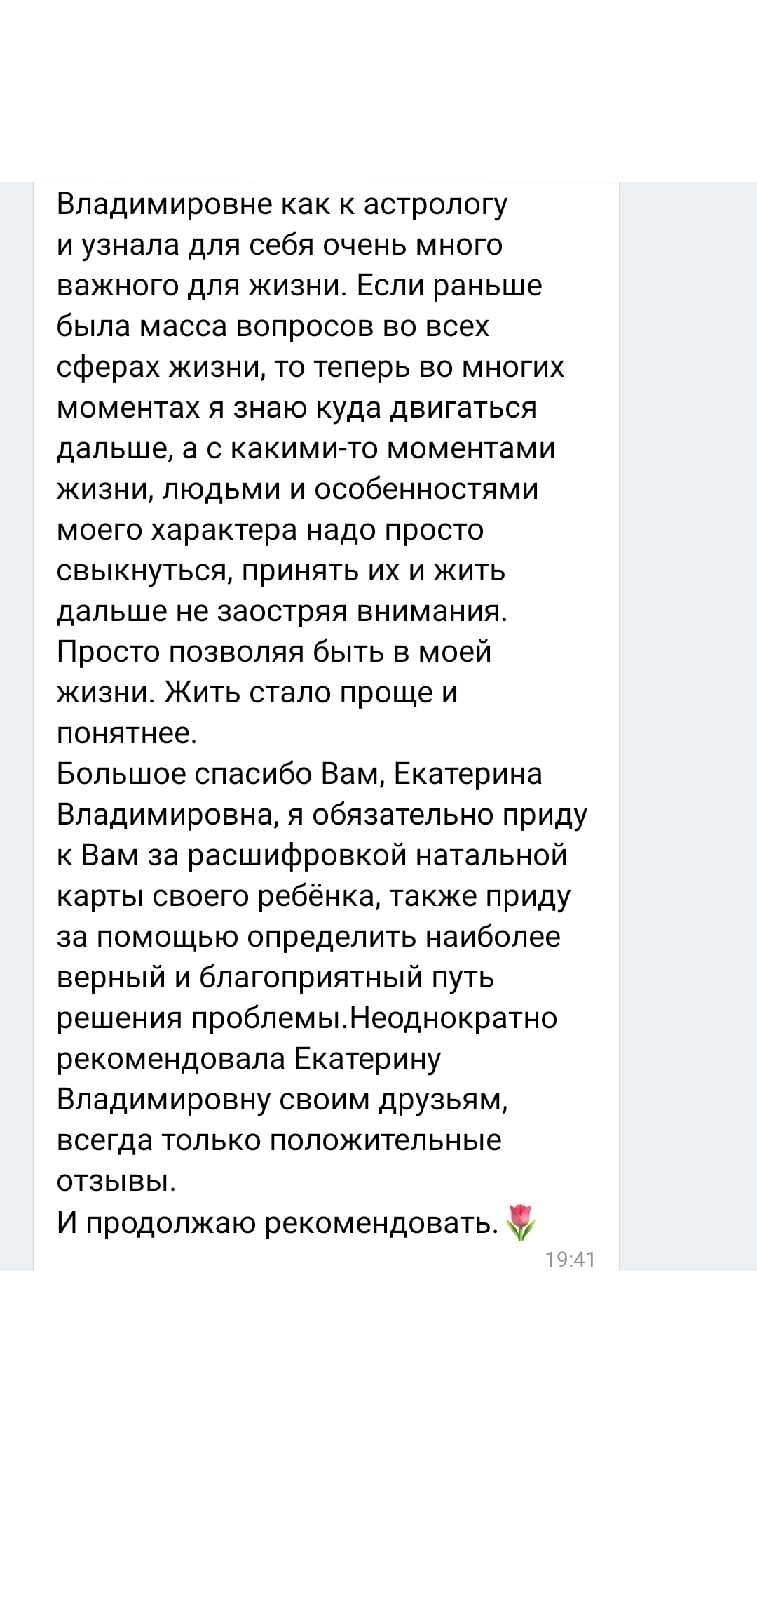 Владимировне как к астрологу
и узнала для себя очень много
важного для жизни. Если раньше
была масса вопросов во всех
сферах жизни, то теперь во многих
моментах я знаю куда двигаться
дальше, а с какими-то моментами
жизни, людьми и особенностями
моего характера надо просто
свыкнуться, принять их и жить
дальше не заостряя внимания.
Просто позволяя быть в моей
жизни. Жить стало проще и
понятнее.
Большое спасибо Вам, Екатерина
Владимировна, я обязательно приду
к Вам за расшифровкой натальной
карты своего ребёнка, также приду
за помощью определить наиболее
верный и благоприятный путь
решения проблемы.Неоднократно
рекомендовала Екатерину
Владимировну своим друзьям,
всегда только положительные
отзывы.
И продолжаю рекомендовать.🌷
19:41